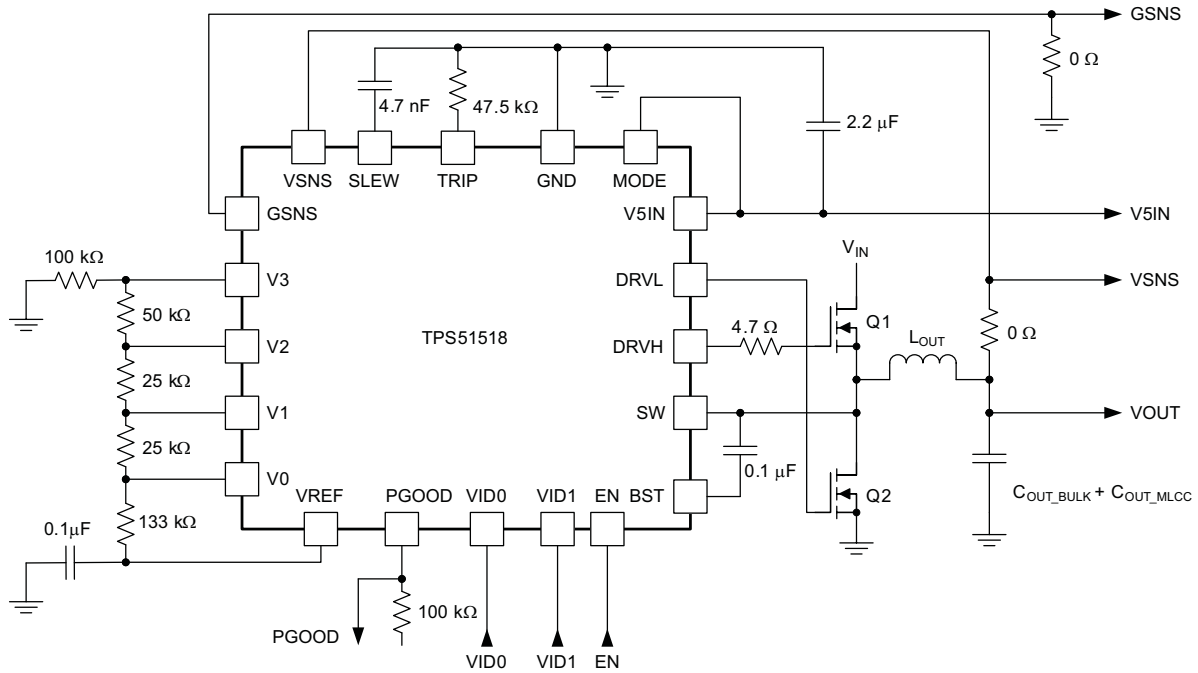 GSNS
0 Ω
4.7 nF
47.5 kΩ
2.2 μF
VSNS SLEW TRIP GND MODE
GSNS
V5IN
V5IN
100 kΩ
V3
DRVL
V_IN
VSNS
50 kΩ
TPS51518
4.7 Ω
Q1
0 Ω
V2
DRVH
L_OUT
25 kΩ
V1
SW
VOUT
25 kΩ
0.1 μF
V0
Q2
C_OUT_BULK + C_OUT_MLCC
VREF PGOOD VID0 VID1 EN BST
0.1μF
133 kΩ
100 kΩ
PGOOD
VID0 VID1 EN